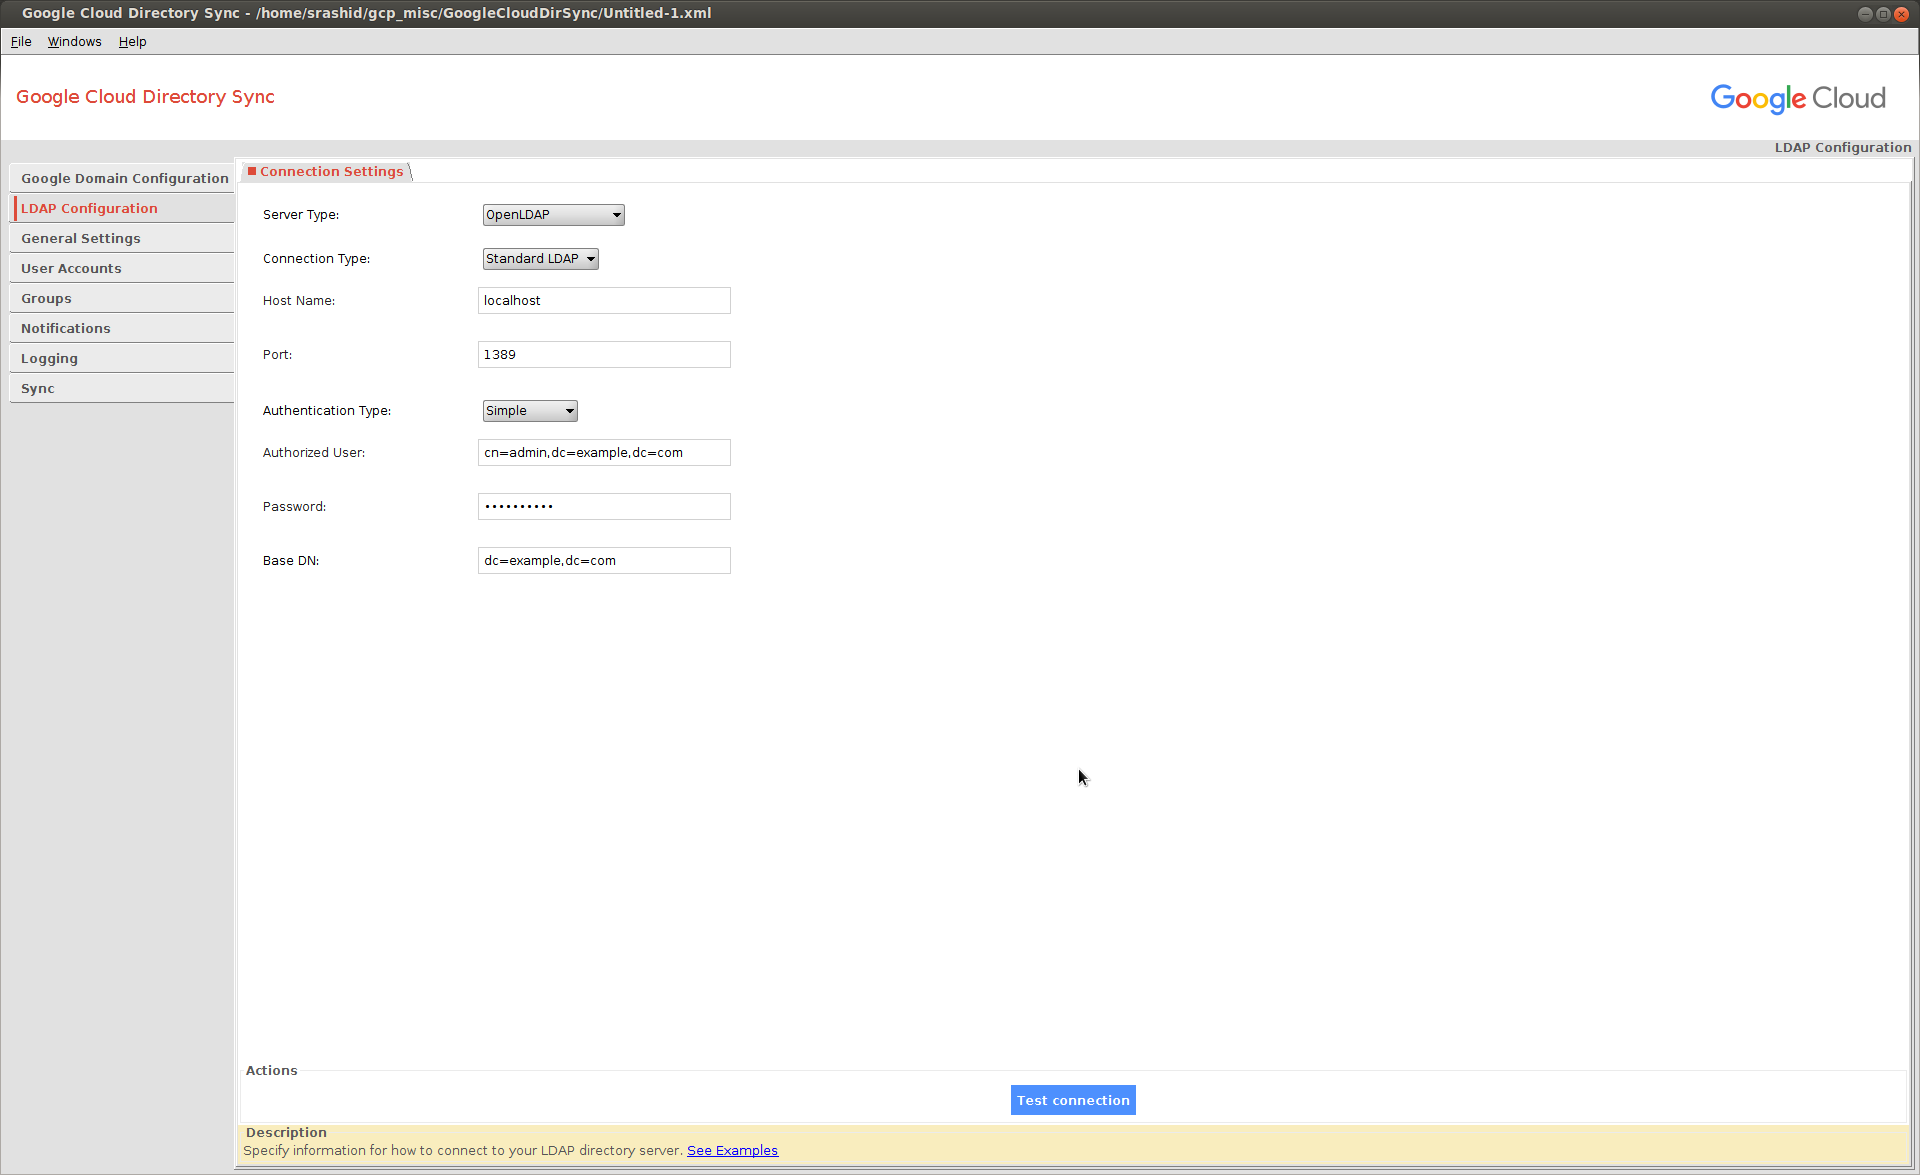 Google Cloud Directory Sync - /home/srashid/gcp_misc/GoogleCloudDirSync/Untitled-1.xml
File Windows Help
Google Cloud Directory Sync
Google Cloud
LDAP Configuration
Google Domain Configuration
LDAP Configuration
General Settings
User Accounts
Groups
Notifications
Logging
Sync
Connection Settings
Server Type: OpenLDAP
Connection Type: Standard LDAP
Host Name: localhost
Port: 1389
Authentication Type: Simple
Authorized User: cn=admin,dc=example,dc=com
Password: ••••••••••
Base DN: dc=example,dc=com
Actions
Test connection
Description
Specify information for how to connect to your LDAP directory server. See Examples